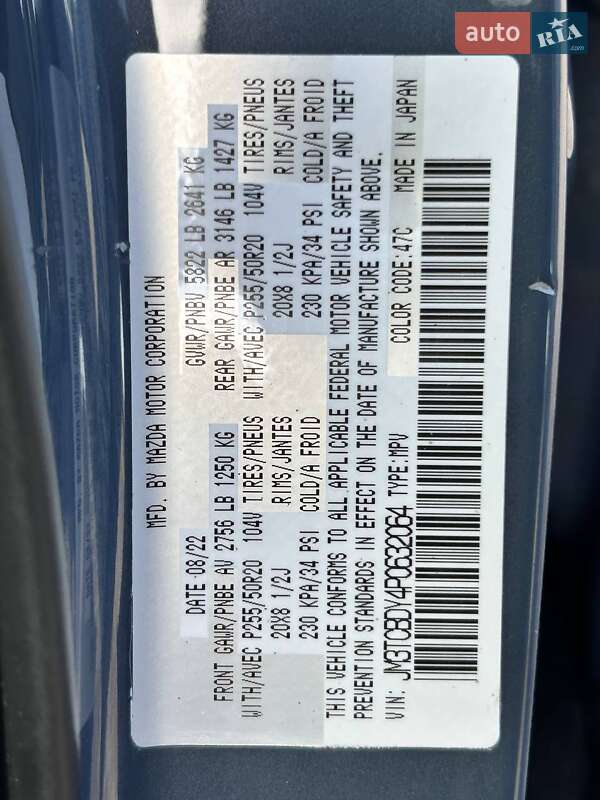 auto RIA .com
MFD. BY MAZDA MOTOR CORPORATION
DATE 08/22 GVWR/PNBV 5822 LB 2641 KG
FRONT GAWR/PNBE AV 2756 LB 1250 KG REAR GAWR/PNBE AR 3146 LB 1427 KG
WITH/AVEC P255/50R20 104V TIRES/PNEUS WITH/AVEC P255/50R20 104V TIRES/PNEUS
20X8 1/2J RIMS/JANTES 20X8 1/2J RIMS/JANTES
230 KPA/34 PSI COLD/A FROID 230 KPA/34 PSI COLD/A FROID
THIS VEHICLE CONFORMS TO ALL APPLICABLE FEDERAL MOTOR VEHICLE SAFETY AND THEFT
PREVENTION STANDARDS IN EFFECT ON THE DATE OF MANUFACTURE SHOWN ABOVE.
VIN: JM3TCBDY4P0632064 TYPE:MPV COLOR CODE:47C MADE IN JAPAN